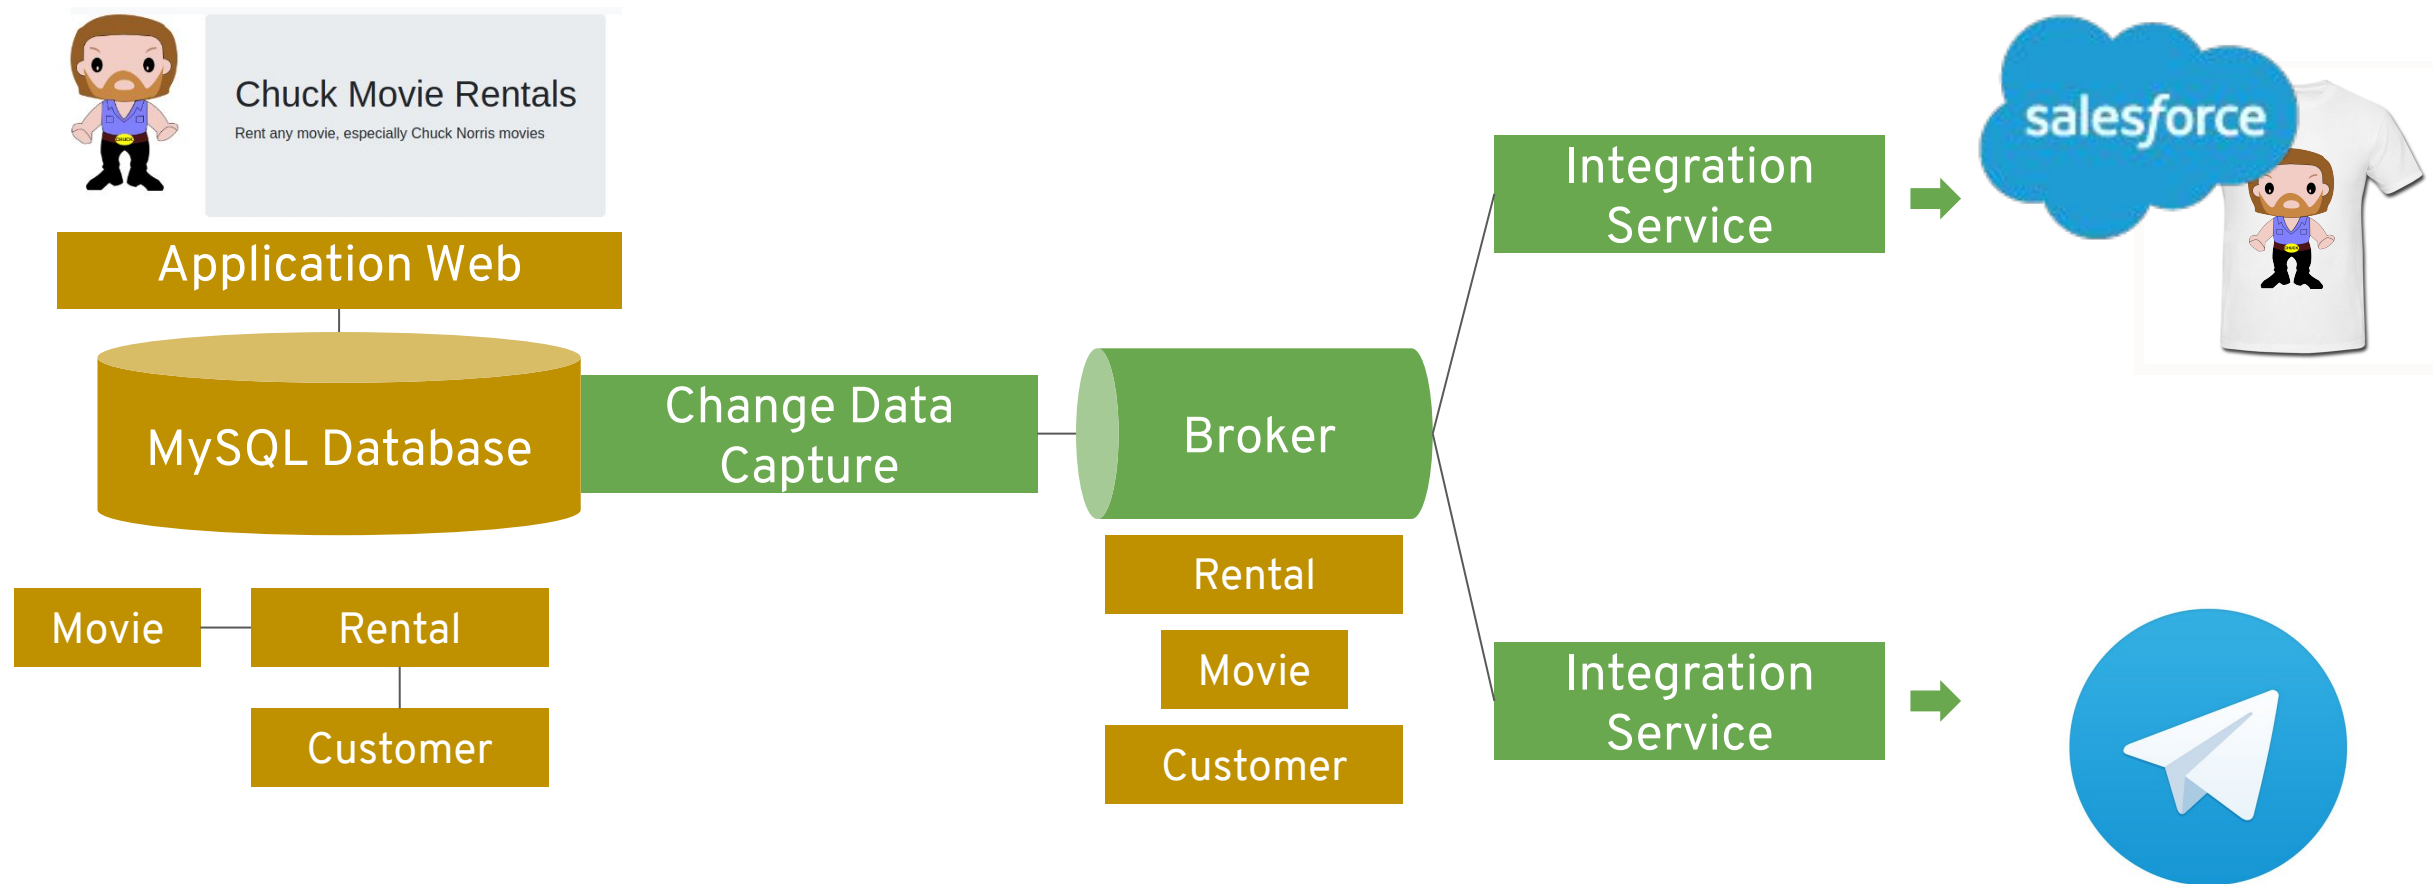 Chuck Movie Rentals
Rent any movie, especially Chuck Norris movies
Application Web
MySQL Database
Movie
Rental
Customer
Change Data
Capture
Broker
Rental
Movie
Customer
Integration
Service
salesforce
Integration
Service